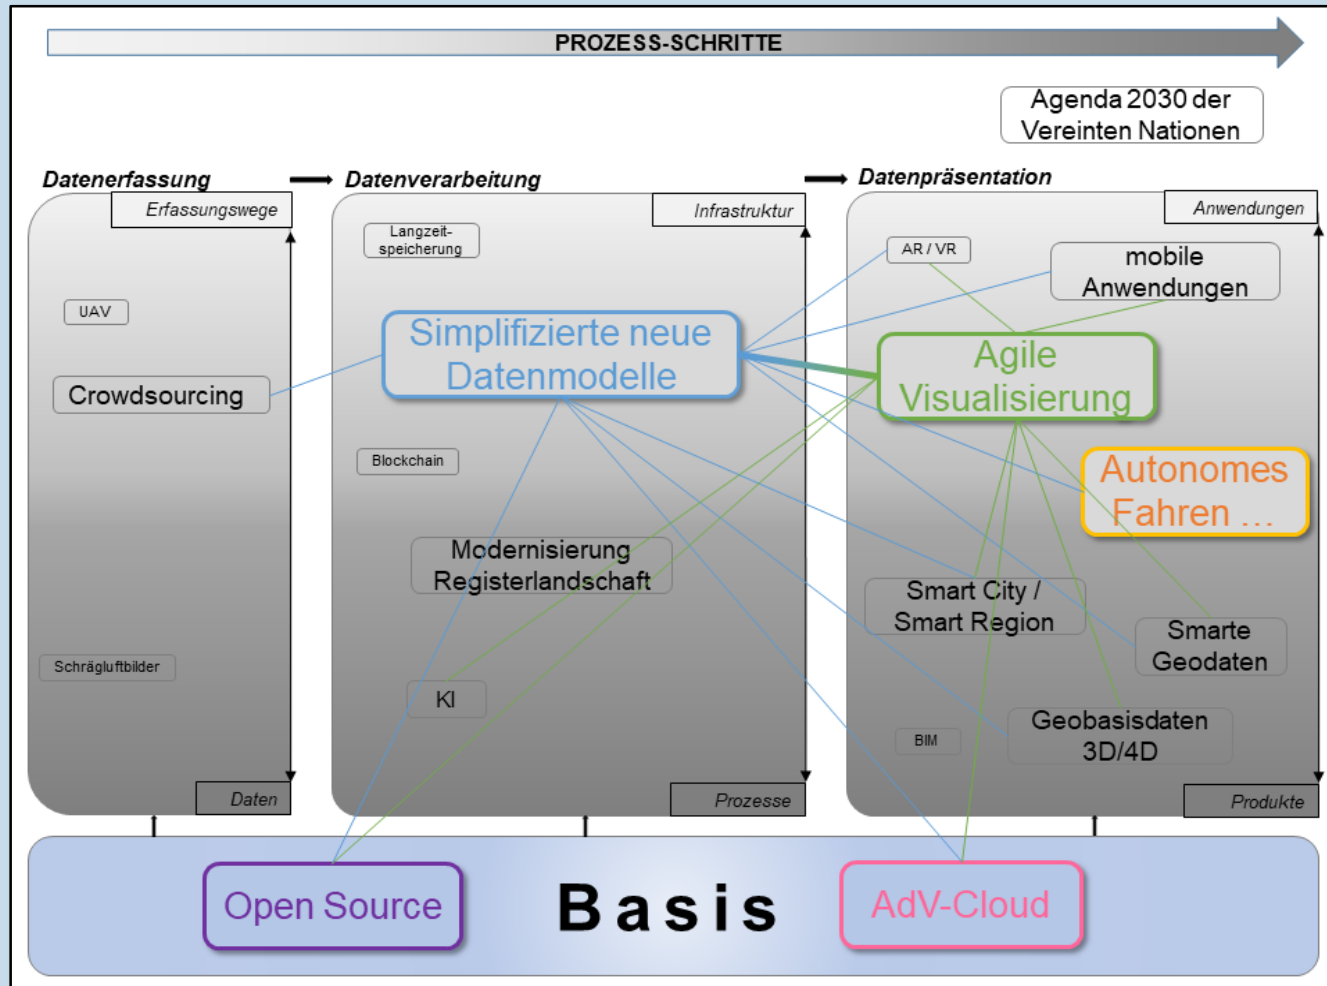 PROZESS-SCHRITTE
Agenda 2030 der
Vereinten Nationen
Datenerfassung
Datenverarbeitung
Datenpräsentation
Erfassungswege
UAV
Crowdsourcing
Schrägluftbilder
Daten
Infrastruktur
Langzeit-
speicherung
Simplifizierte neue
Datenmodelle
Blockchain
Modernisierung
Registerlandschaft
KI
Prozesse
Anwendungen
AR / VR
mobile
Anwendungen
Agile
Visualisierung
Autonomes
Fahren ...
Smart City /
Smart Region
Smarte
Geodaten
Geobasisdaten
3D/4D
BIM
Produkte
Open Source
Basis
AdV-Cloud